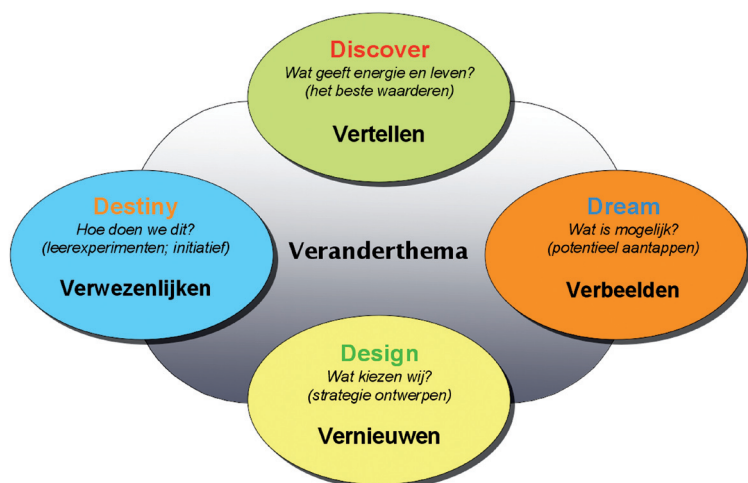 Discover
Wat geeft energie en leven?
(het beste waarderen)
Vertellen
Destiny
Hoe doen we dit?
(leerexperimenten; initiatief)
Verwezenlijken
Veranderthema
Dream
Wat is mogelijk?
(potentieel aantappen)
Verbeelden
Design
Wat kiezen wij?
(strategie ontwerpen)
Vernieuwen